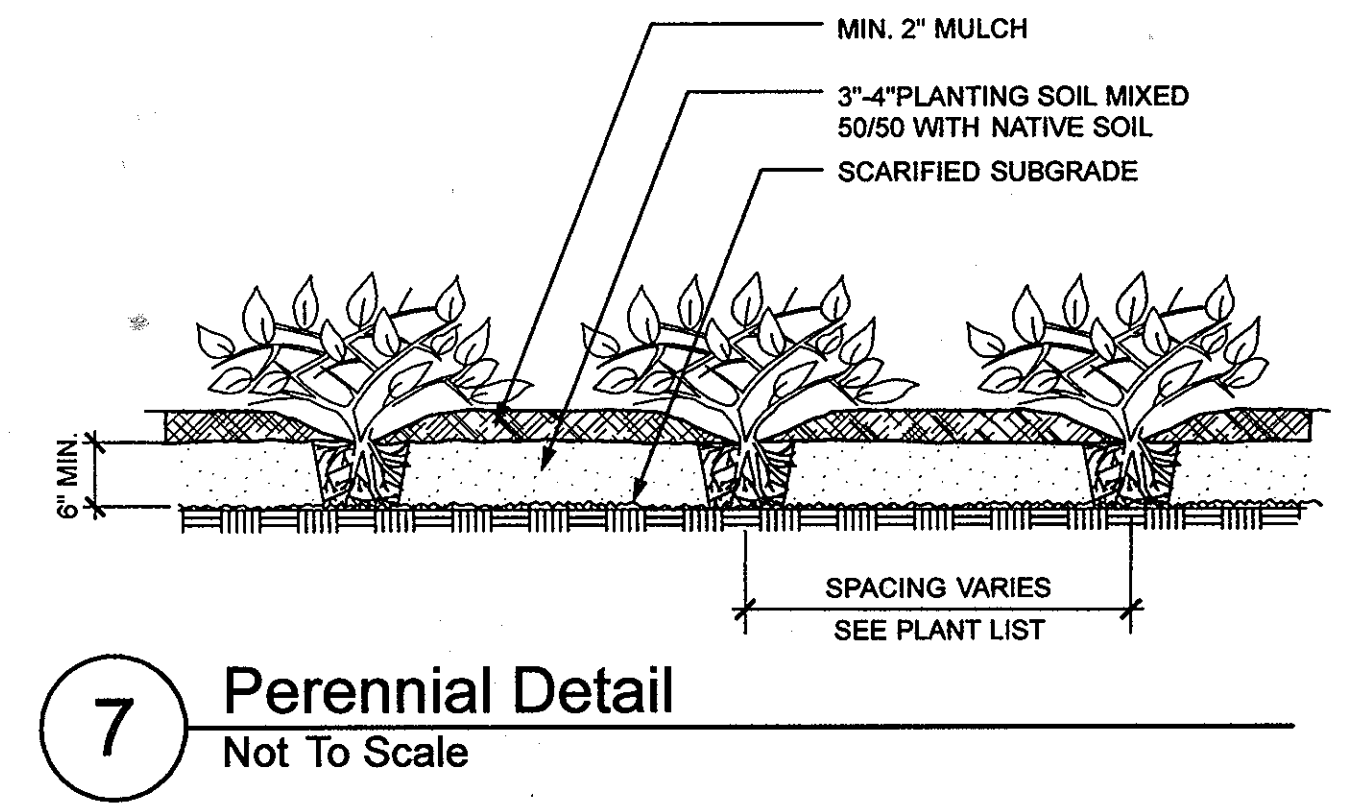 MIN. 2" MULCH
3"-4"PLANTING SOIL MIXED
50/50 WITH NATIVE SOIL
SCARIFIED SUBGRADE
6" MIN.
SPACING VARIES
SEE PLANT LIST
7
Perennial Detail
Not To Scale